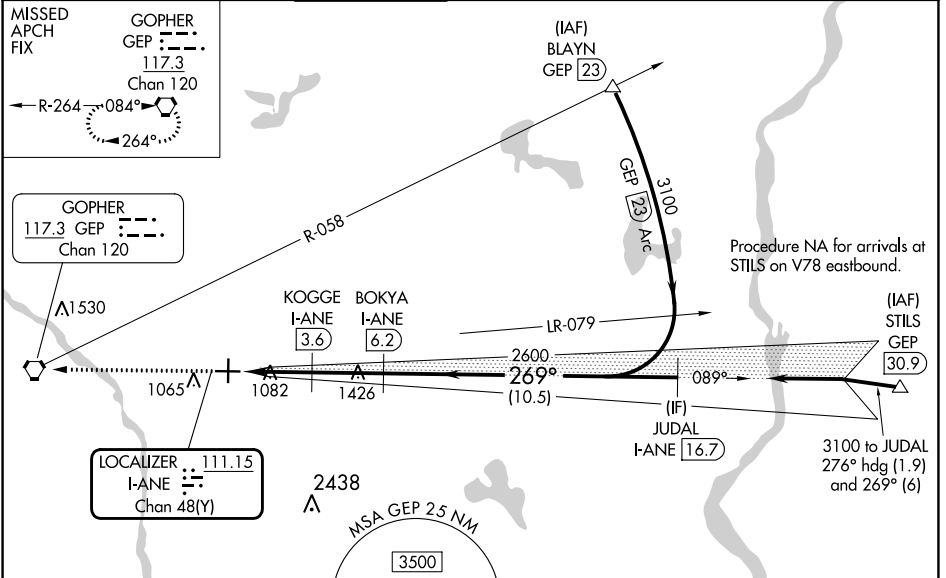 MISSED
APCH
FIX
GOPHER
GEP
117.3
Chan 120
R-264
084°
264°
(IAF)
BLAYN
GEP 23
3100
GEP 23 Arc
R-058
GOPHER
117.3 GEP
Chan 120
Procedure NA for arrivals at
STILS on V78 eastbound.
1530
KOGGE
I-ANE
3.6
BOKYA
I-ANE
6.2
LR-079
(IAF)
STILS
GEP
30.9
2600
269°
089°
(10.5)
1065
1082
1426
(IF)
JUDAL
I-ANE 16.7
3100 to JUDAL
276° hdg (1.9)
and 269° (6)
LOCALIZER 111.15
I-ANE
Chan 48(Y)
2438
MSA GEP 25 NM
3500